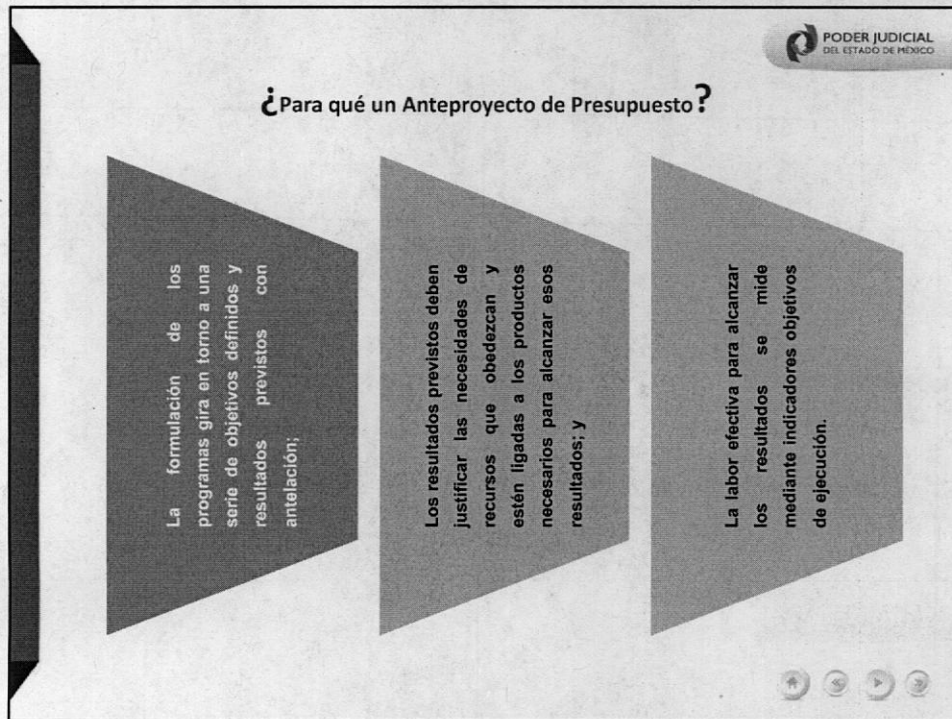 PODER JUDICIAL
DEL ESTADO DE MÉXICO
¿Para qué un Anteproyecto de Presupuesto?
La formulación de los
programas gira en torno a una
serie de objetivos definidos y
resultados previstos con
antelación;
Los resultados previstos deben
justificar las necesidades de
recursos que obedezcan y
estén ligadas a los productos
necesarios para alcanzar esos
resultados; y
La labor efectiva para alcanzar
los resultados se mide
mediante indicadores objetivos
de ejecución.